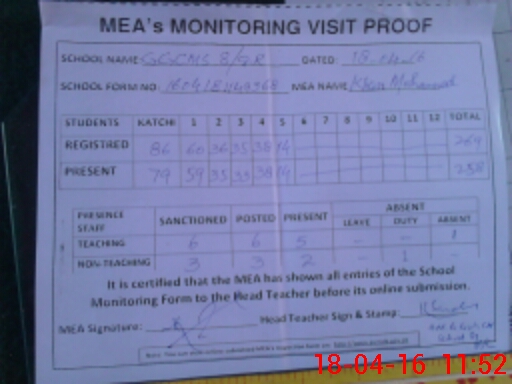 MEA's MONITORING VISIT PROOF
SCHOOL NAME GGCMS 8/9R DATED: 18-04-16
SCHOOL FORM NO: MEA NAME Khan Mohammad
STUDENTS KATCHI 1 2 3 4 5 6 7 8 9 10 11 12 TOTAL
REGISTRED 86 60 36 35 38 14 269
PRESENT 79 59 35 33 38 14 258
PRESENCE STAFF SANCTIONED POSTED PRESENT ABSENT
LEAVE DUTY ABSENT
TEACHING - 6 6 5 - - 1
NON-TEACHING 3 3 2 - 1 -
It is certified that the MEA has shown all entries of the School
Monitoring Form to the Head Teacher before its online submission.
MEA Signature: Head Teacher Sign & Stamp:
18-04-16 11:52